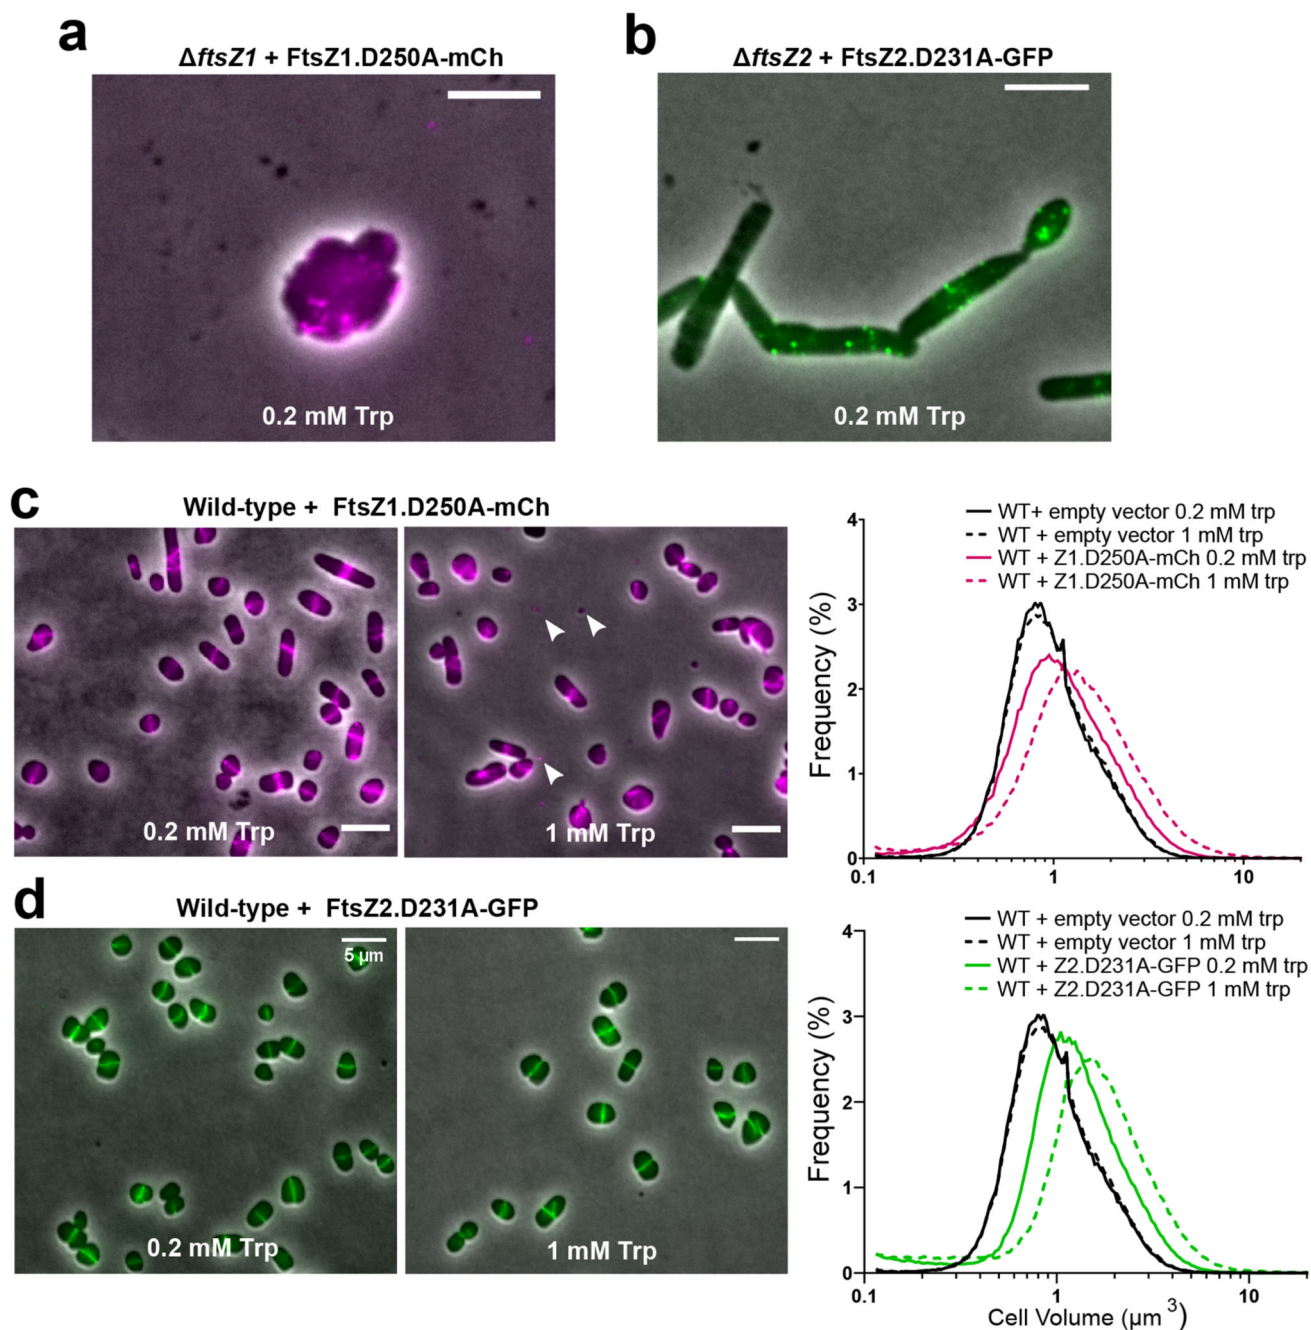 a
ΔftsZ1 + FtsZ1.D250A-mCh
0.2 mM Trp
b
ΔftsZ2 + FtsZ2.D231A-GFP
0.2 mM Trp
c
Wild-type + FtsZ1.D250A-mCh
0.2 mM Trp
1 mM Trp
WT+ empty vector 0.2 mM trp
WT + empty vector 1 mM trp
WT + Z1.D250A-mCh 0.2 mM trp
WT + Z1.D250A-mCh 1 mM trp
Frequency (%)
4
3
2
1
0
0.1
1
10
d
Wild-type + FtsZ2.D231A-GFP
5 µm
0.2 mM Trp
1 mM Trp
WT + empty vector 0.2 mM trp
WT + empty vector 1 mM trp
WT + Z2.D231A-GFP 0.2 mM trp
WT + Z2.D231A-GFP 1 mM trp
Frequency (%)
4
3
2
1
0
0.1
1
10
Cell Volume (µm³)